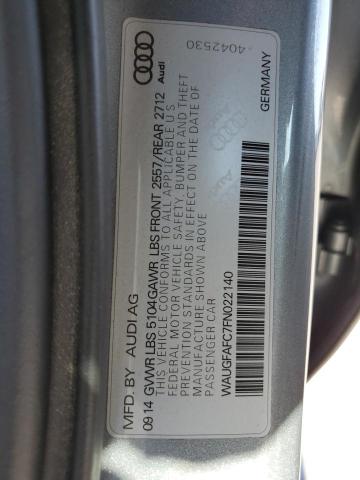 4042530
Audi
MFD. BY AUDI AG
09 14 GVWR LBS 5104GAWR LBS FRONT 2557/REAR 2712
THIS VEHICLE CONFORMS TO ALL APPLICABLE U S
FEDERAL MOTOR VEHICLE SAFETY, BUMPER AND THEFT
PREVENTION STANDARDS IN EFFECT ON THE DATE OF
MANUFACTURE SHOWN ABOVE
PASSENGER CAR
WAUGFAFC7FN022140
GERMANY